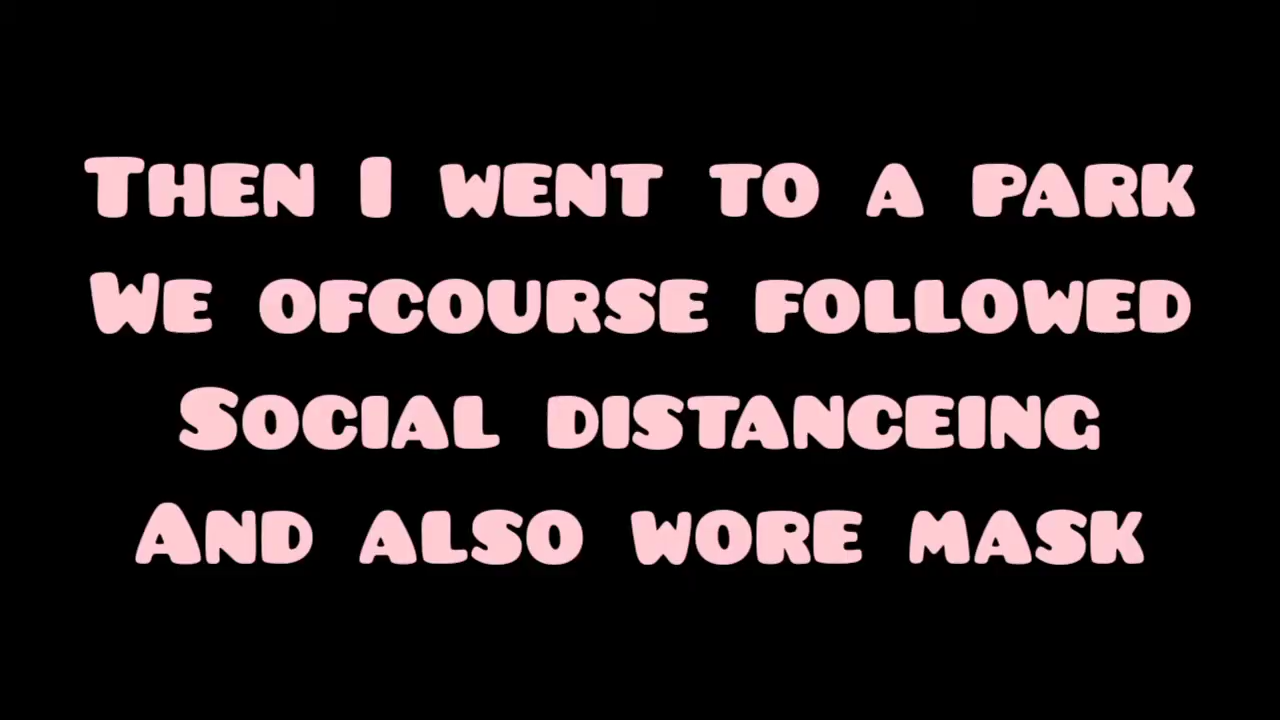 Then I went to a park
We ofcourse followed
Social distanceing
And also wore mask